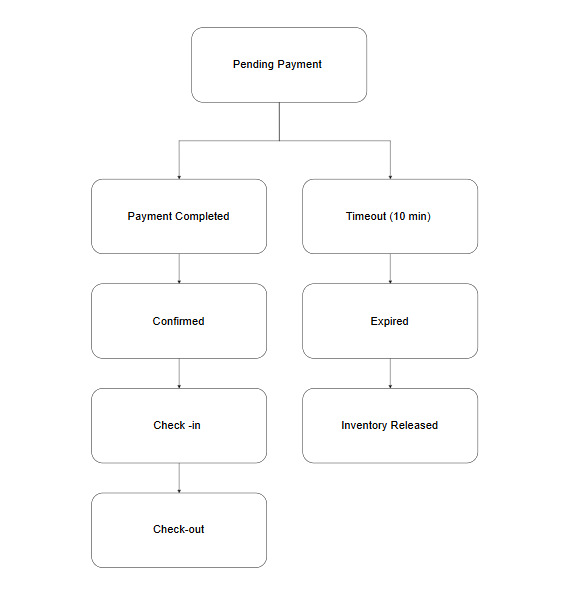 Pending Payment
Payment Completed
Timeout (10 min)
Confirmed
Expired
Check -in
Inventory Released
Check-out